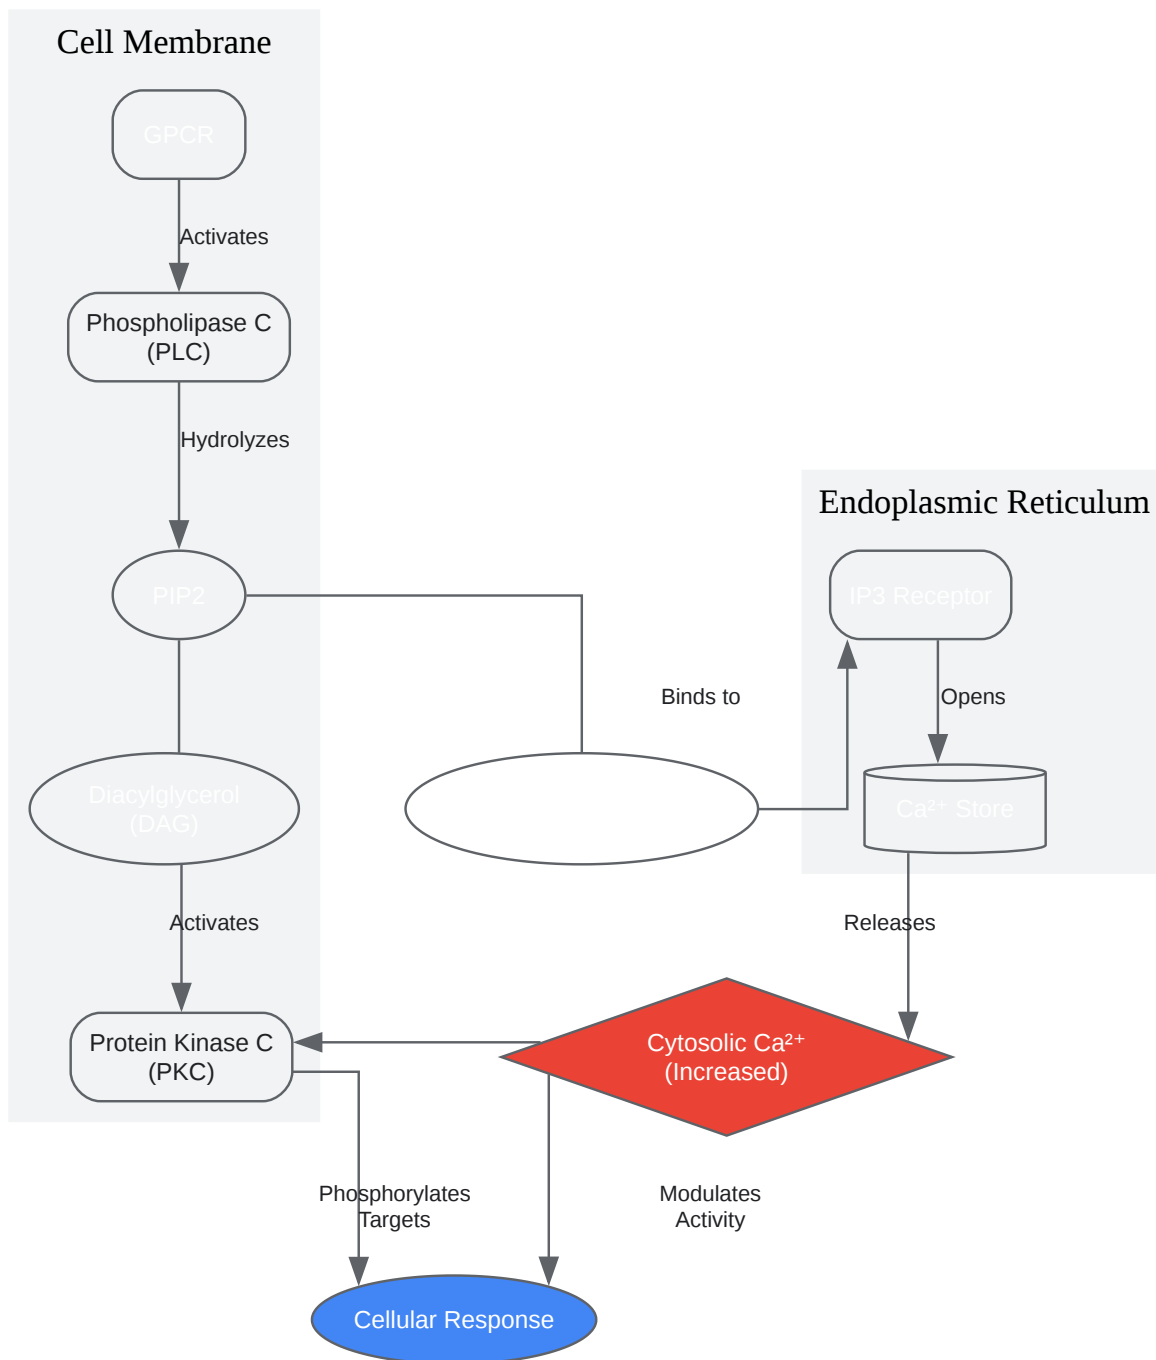 Cell Membrane
GPCR
Activates
Phospholipase C
(PLC)
Hydrolyzes
Endoplasmic Reticulum
PIP2
IP3 Receptor
Binds to
Opens
Diacylglycerol
(DAG)
Ca²⁺ Store
Activates
Releases
Protein Kinase C
(PKC)
Cytosolic Ca²⁺
(Increased)
Phosphorylates
Targets
Modulates
Activity
Cellular Response